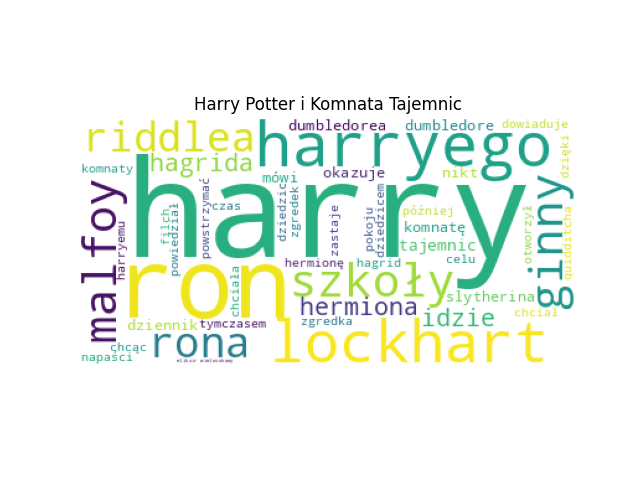 Harry Potter i Komnata Tajemnic
riddlea
dumbledorea
dumbledore
dowiaduje
harryego
hagrida
komnaty
mówi
okazuje
nikt
dzięki
harry
malfoy
harryemu
filch
powiedział
powstrzymać
czas
dziedzic
zgredek
zastaje
pokoju
dziedzicem
później
komnatę
tajemnic
otworzył
quidditcha
ginny
ron
chciała
hermionę
hagrid
celu
szkoły
slytherina
hermiona
chciał
dziennik
tymczasem
zgredka
idzie
rona
lockhart
chcąc
napaści